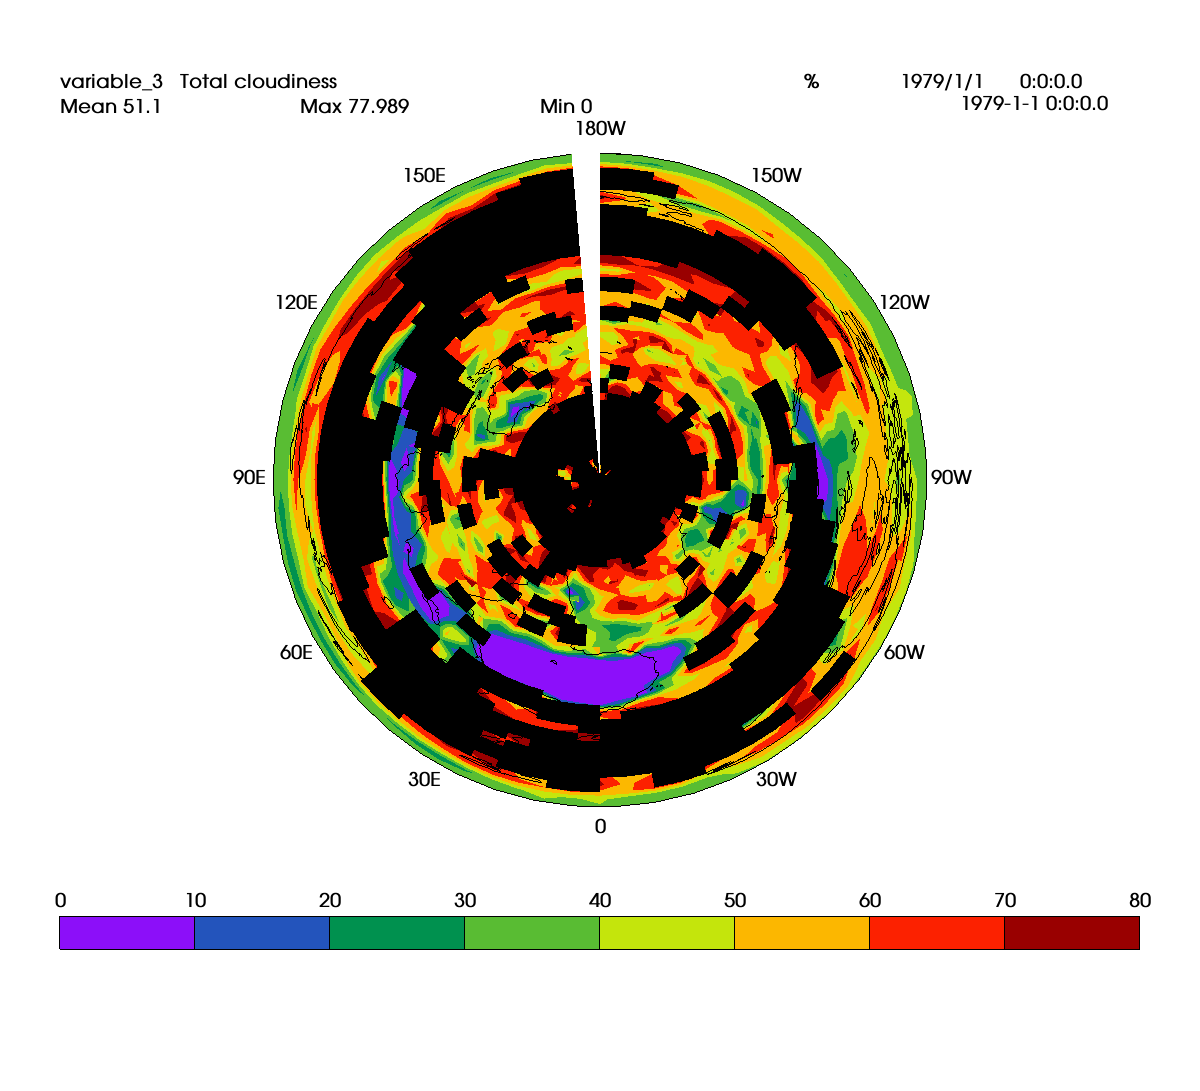 variable_3 Total cloudiness % 1979/1/1 0:0:0.0
Mean 51.1 Max 77.989 Min 0 1979-1-1 0:0:0.0
180W
150E 150W
120E 120W
90E 90W
60E 60W
30E 30W
0
0 10 20 30 40 50 60 70 80